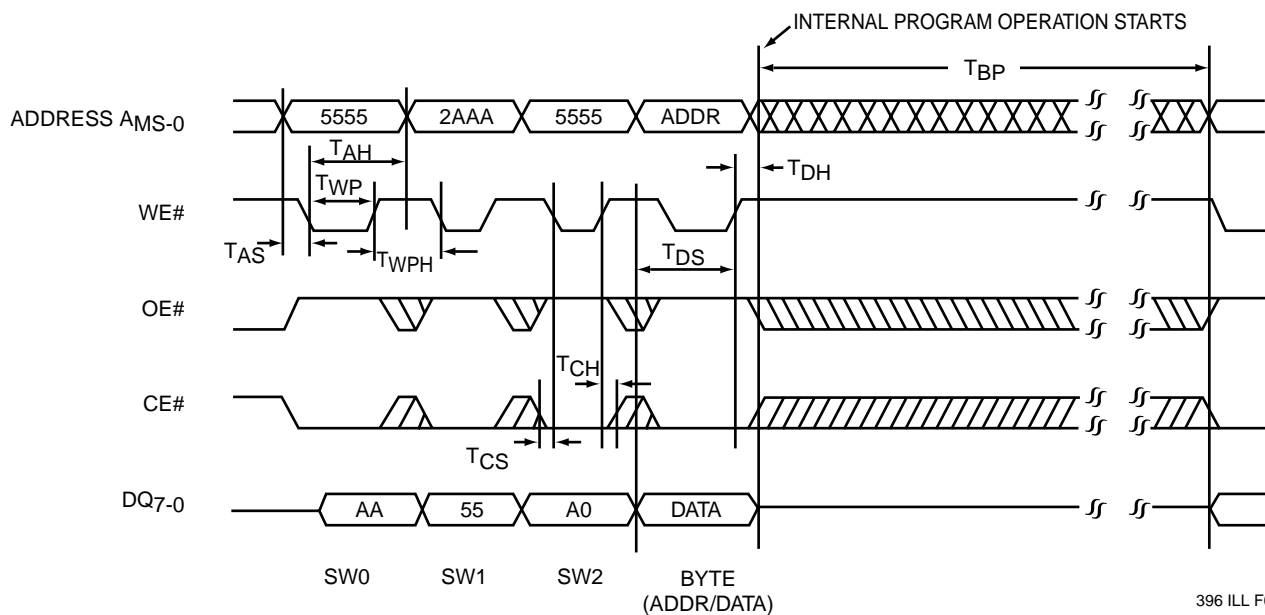 INTERNAL PROGRAM OPERATION STARTS
TBP
ADDRESS AMS-0
5555
2AAA
5555
ADDR
TAH
TDH
TWP
WE#
TAS
TWPH
TDS
OE#
TCH
CE#
TCS
DQ7-0
AA
55
A0
DATA
SW0
SW1
SW2
BYTE
(ADDR/DATA)
396 ILL